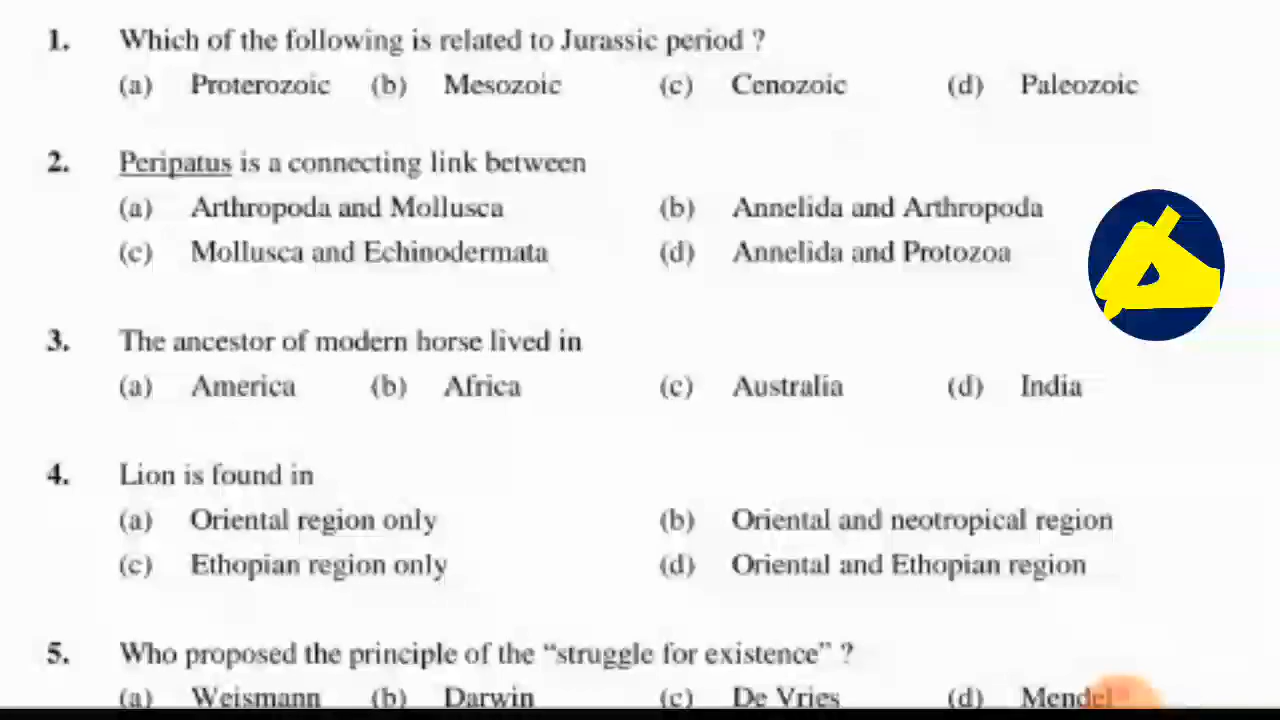 1. Which of the following is related to Jurassic period ?
(a) Proterozoic (b) Mesozoic (c) Cenozoic (d) Paleozoic
2. Peripatus is a connecting link between
(a) Arthropoda and Mollusca (b) Annelida and Arthropoda
(c) Mollusca and Echinodermata (d) Annelida and Protozoa
3. The ancestor of modern horse lived in
(a) America (b) Africa (c) Australia (d) India
4. Lion is found in
(a) Oriental region only (b) Oriental and neotropical region
(c) Ethopian region only (d) Oriental and Ethopian region
5. Who proposed the principle of the “struggle for existence” ?
(a) Weismann (b) Darwin (c) De Vries (d) Mendel